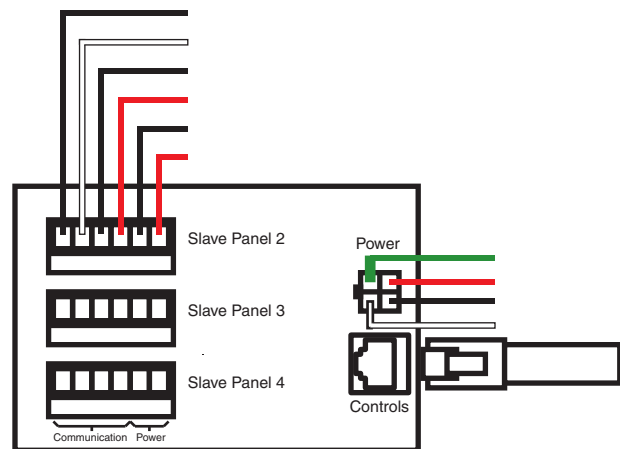 Slave Panel 2
Power
Slave Panel 3
Slave Panel 4
Controls
Communication Power